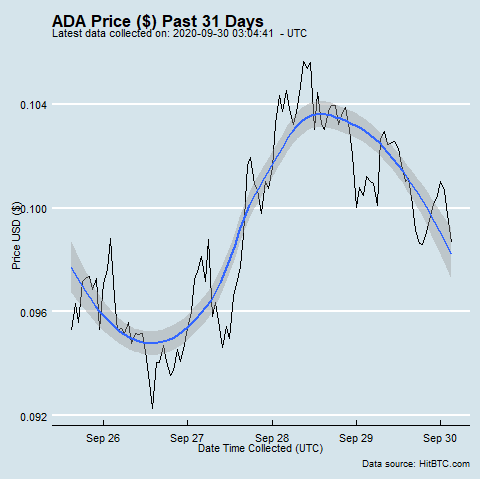 ADA Price ($) Past 31 Days
Latest data collected on: 2020-09-30 03:04:41  - UTC
Price USD ($)
0.104
0.100
0.096
0.092
Sep 26
Sep 27
Sep 28
Sep 29
Sep 30
Date Time Collected (UTC)
Data source: HitBTC.com